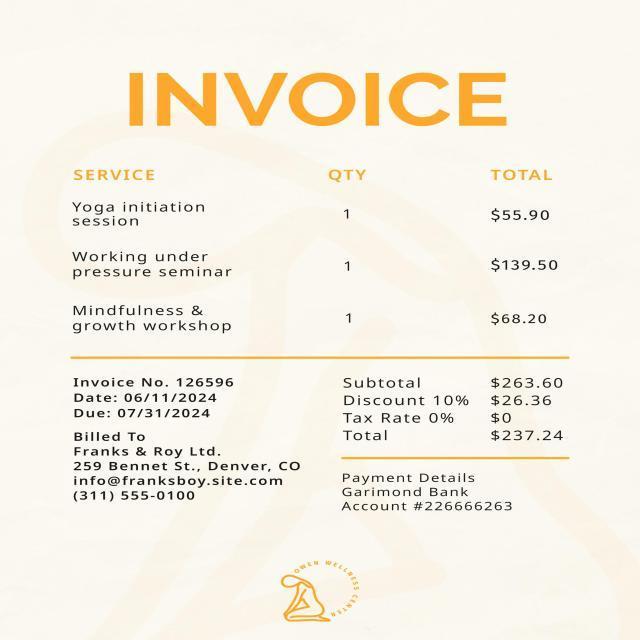 INVOICE
SERVICE QTY TOTAL
Yoga initiation
session
1 $55.90
Working under
pressure seminar
1 $139.50
Mindfulness &
growth workshop
1 $68.20
Invoice No. 126596
Date: 06/11/2024
Due: 07/31/2024
Billed To
Franks & Roy Ltd.
259 Bennet St., Denver, CO
info@franksboy.site.com
(311) 555-0100
Subtotal $263.60
Discount 10% $26.36
Tax Rate 0% $0
Total $237.24
Payment Details
Garimond Bank
Account #226666263
OWEN WELLNESS CENTER